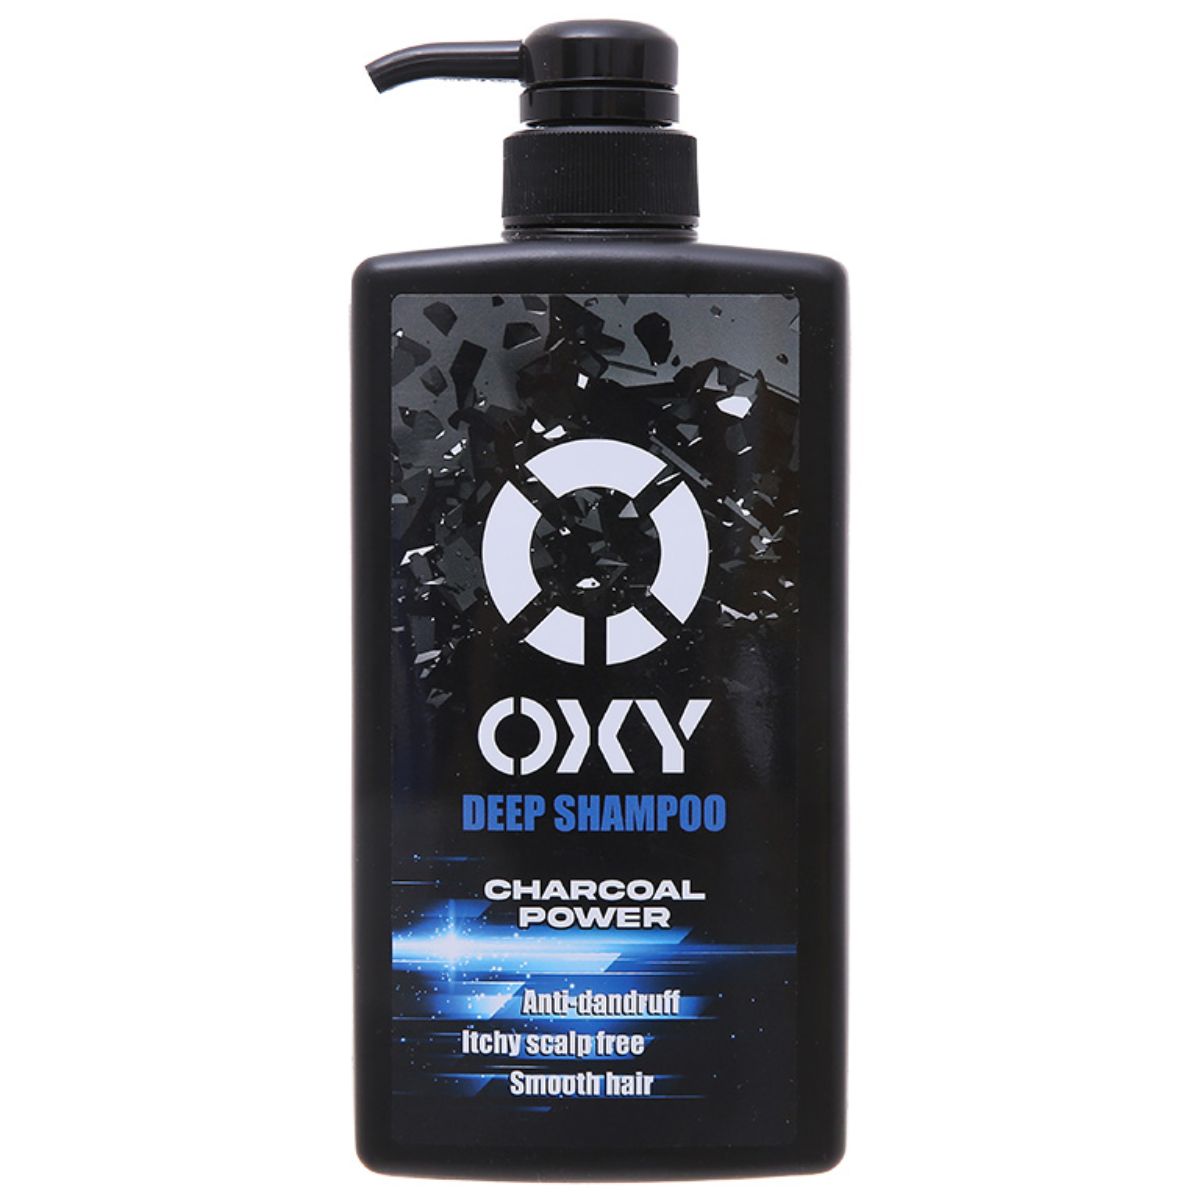 OXY
DEEP SHAMPOO
CHARCOAL
POWER
Anti-dandruff
Itchy scalp free
Smooth hair